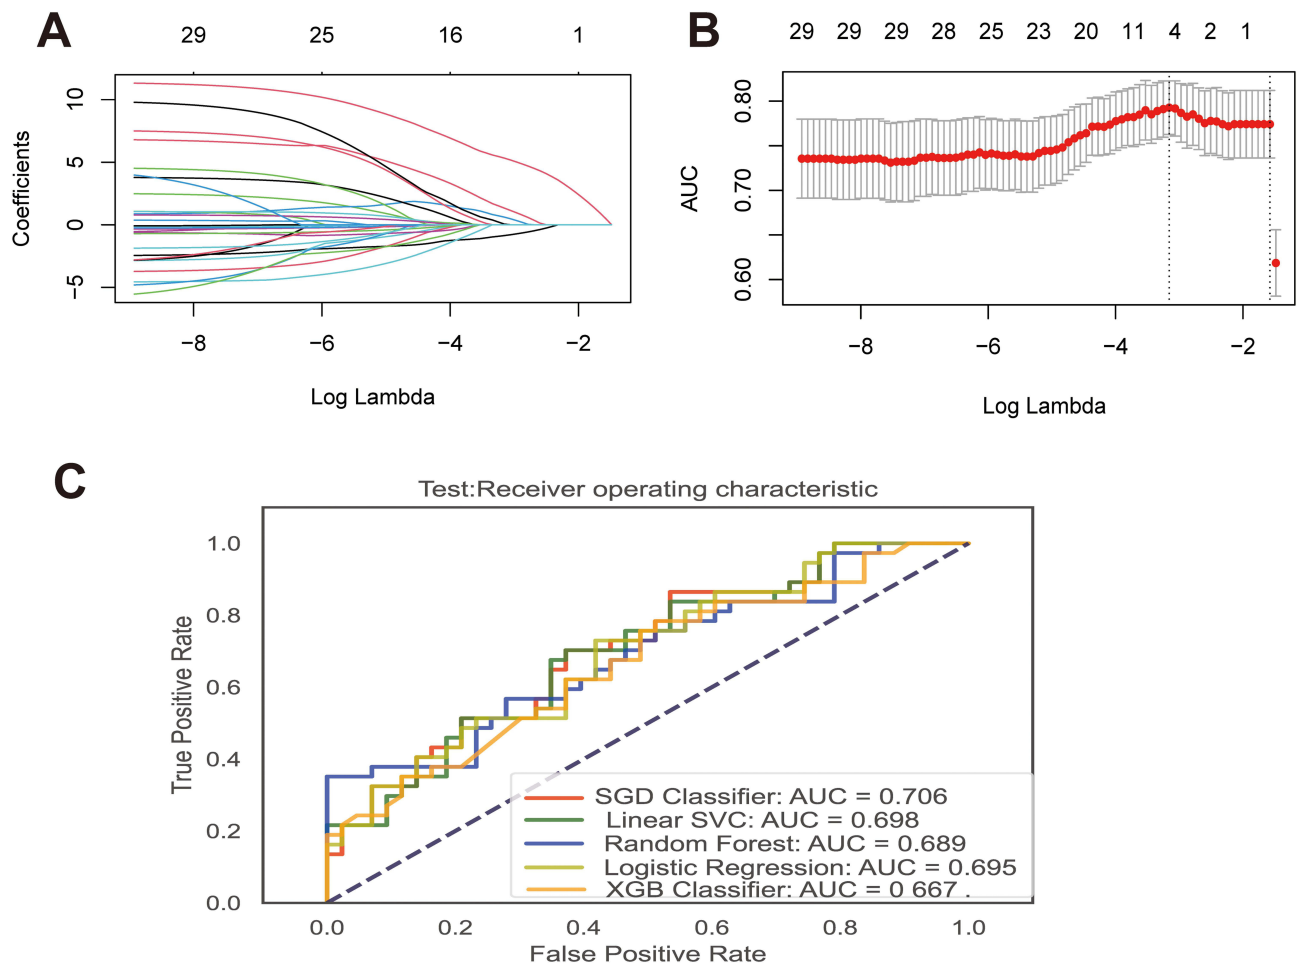 A
29 25 16 1
10
5
0
−5
Coefficients
−8 −6 −4 −2
Log Lambda
B
29 29 29 28 25 23 20 11 4 2 1
0.80
0.70
0.60
AUC
−8 −6 −4 −2
Log Lambda
C
Test:Receiver operating characteristic
1.0
0.8
0.6
0.4
0.2
0.0
True Positive Rate
SGD Classifier: AUC = 0.706
Linear SVC: AUC = 0.698
Random Forest: AUC = 0.689
Logistic Regression: AUC = 0.695
XGB Classifier: AUC = 0 667 .
0.0 0.2 0.4 0.6 0.8 1.0
False Positive Rate